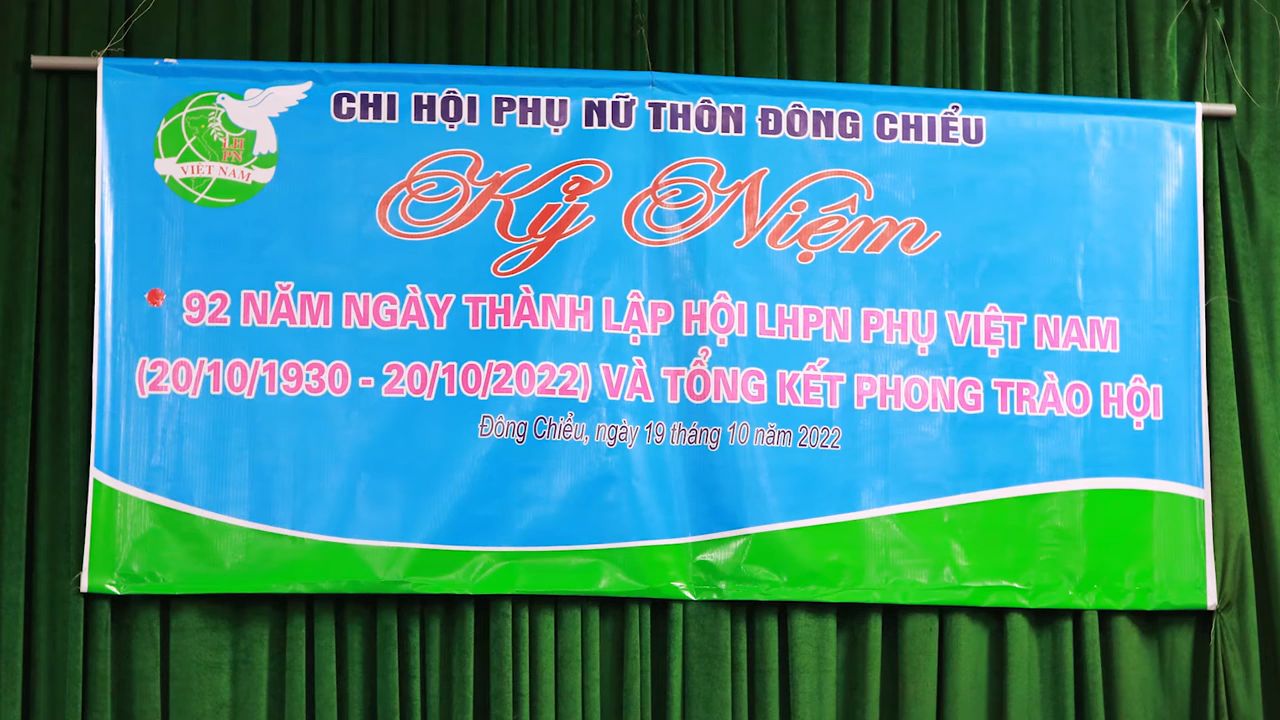 LH
PN
VIỆT NAM
CHI HỘI PHỤ NỮ THÔN ĐÔNG CHIỂU
Kỷ Niệm
92 NĂM NGÀY THÀNH LẬP HỘI LHPN PHỤ VIỆT NAM
(20/10/1930 - 20/10/2022) VÀ TỔNG KẾT PHONG TRÀO HỘI
Đông Chiểu, ngày 19 tháng 10 năm 2022